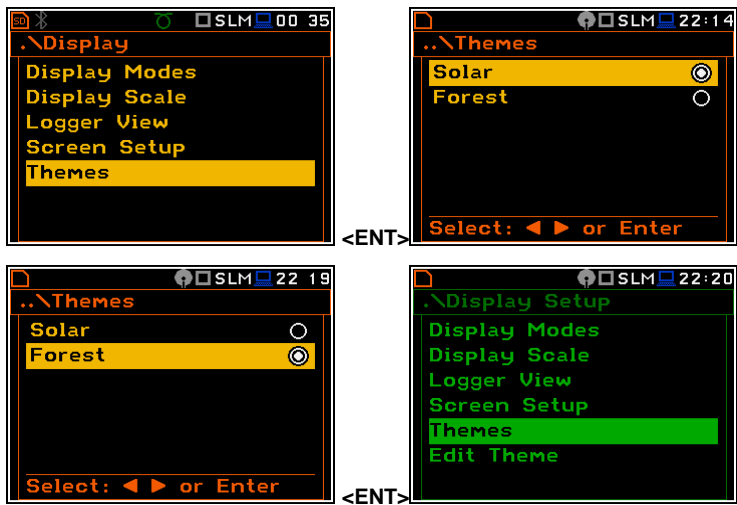 SD SLM 00 35
.\Display
Display Modes
Display Scale
Logger View
Screen Setup
Themes
<ENT>
SLM 22:14
..\Themes
Solar
Forest
Select: ◀ ▶ or Enter
SLM 22 19
..\Themes
Solar
Forest
Select: ◀ ▶ or Enter
<ENT>
SLM 22:20
.\Display Setup
Display Modes
Display Scale
Logger View
Screen Setup
Themes
Edit Theme